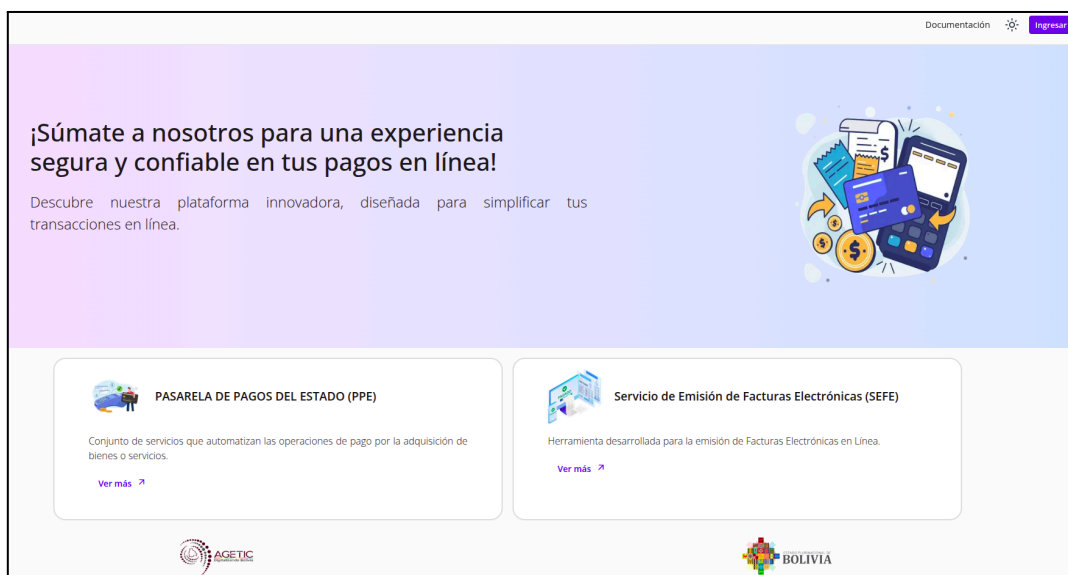 Documentación
Ingresar
¡Súmate a nosotros para una experiencia
segura y confiable en tus pagos en línea!
Descubre nuestra plataforma innovadora, diseñada para simplificar tus
transacciones en línea.
PASARELA DE PAGOS DEL ESTADO (PPE)
Conjunto de servicios que automatizan las operaciones de pago por la adquisición de
bienes o servicios.
Ver más
Servicio de Emisión de Facturas Electrónicas (SEFE)
Herramienta desarrollada para la emisión de Facturas Electrónicas en Línea.
Ver más
AGETIC
ESTADO PLURINACIONAL DE
BOLIVIA